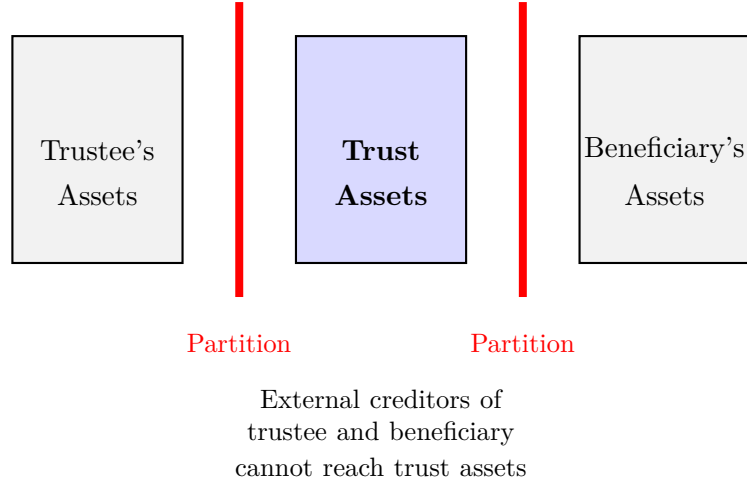 Trustee's
Assets
Trust
Assets
Beneficiary's
Assets
Partition
Partition
External creditors of
trustee and beneficiary
cannot reach trust assets